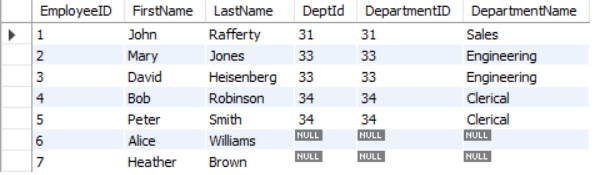 EmployeeID FirstName LastName DeptId DepartmentID DepartmentName
1 John Rafferty 31 31 Sales
2 Mary Jones 33 33 Engineering
3 David Heisenberg 33 33 Engineering
4 Bob Robinson 34 34 Clerical
5 Peter Smith 34 34 Clerical
6 Alice Williams NULL NULL NULL
7 Heather Brown NULL NULL NULL